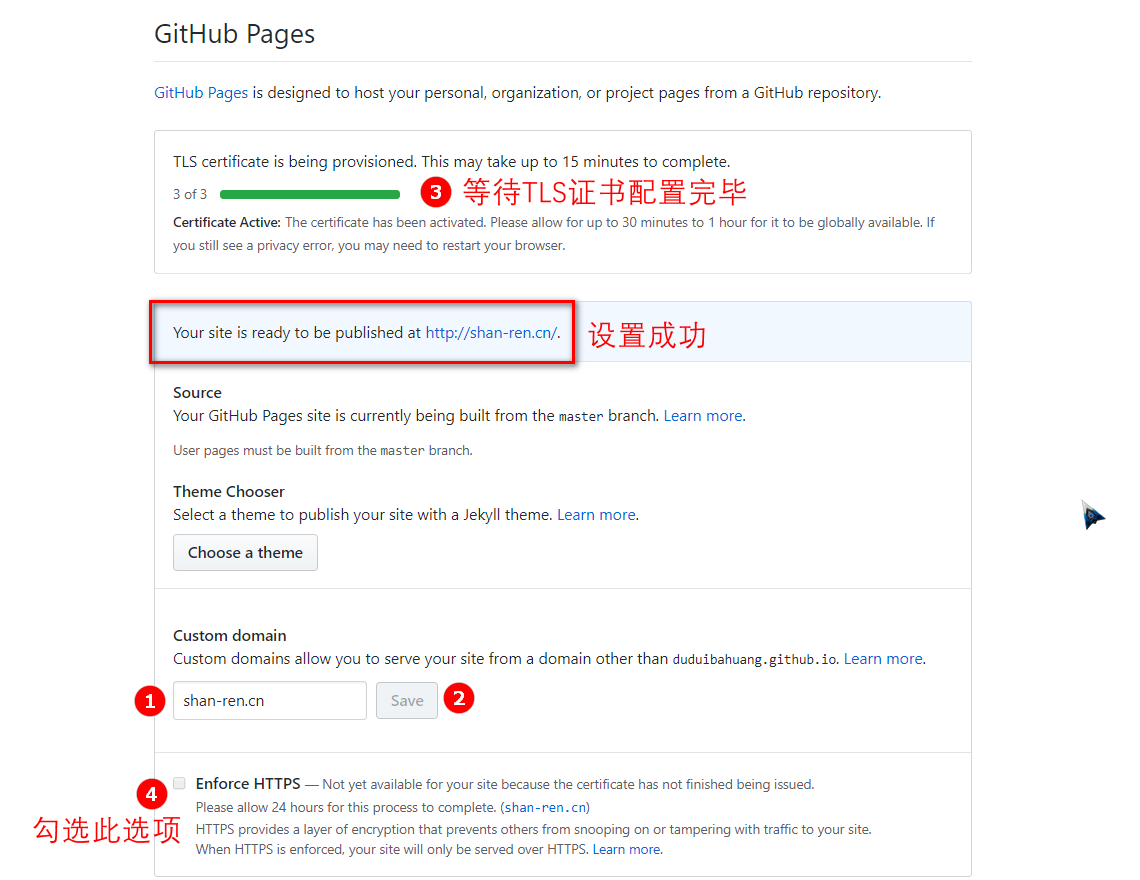 GitHub Pages
GitHub Pages is designed to host your personal, organization, or project pages from a GitHub repository.
TLS certificate is being provisioned. This may take up to 15 minutes to complete.
3 of 3 3 等待TLS证书配置完毕
Certificate Active: The certificate has been activated. Please allow for up to 30 minutes to 1 hour for it to be globally available. If
you still see a privacy error, you may need to restart your browser.
Your site is ready to be published at http://shan-ren.cn/. 设置成功
Source
Your GitHub Pages site is currently being built from the master branch. Learn more.
User pages must be built from the master branch.
Theme Chooser
Select a theme to publish your site with a Jekyll theme. Learn more.
Choose a theme
Custom domain
Custom domains allow you to serve your site from a domain other than duduibahuang.github.io. Learn more.
1 shan-ren.cn Save 2
4 Enforce HTTPS — Not yet available for your site because the certificate has not finished being issued.
Please allow 24 hours for this process to complete. (shan-ren.cn)
勾选此选项 HTTPS provides a layer of encryption that prevents others from snooping on or tampering with traffic to your site.
When HTTPS is enforced, your site will only be served over HTTPS. Learn more.